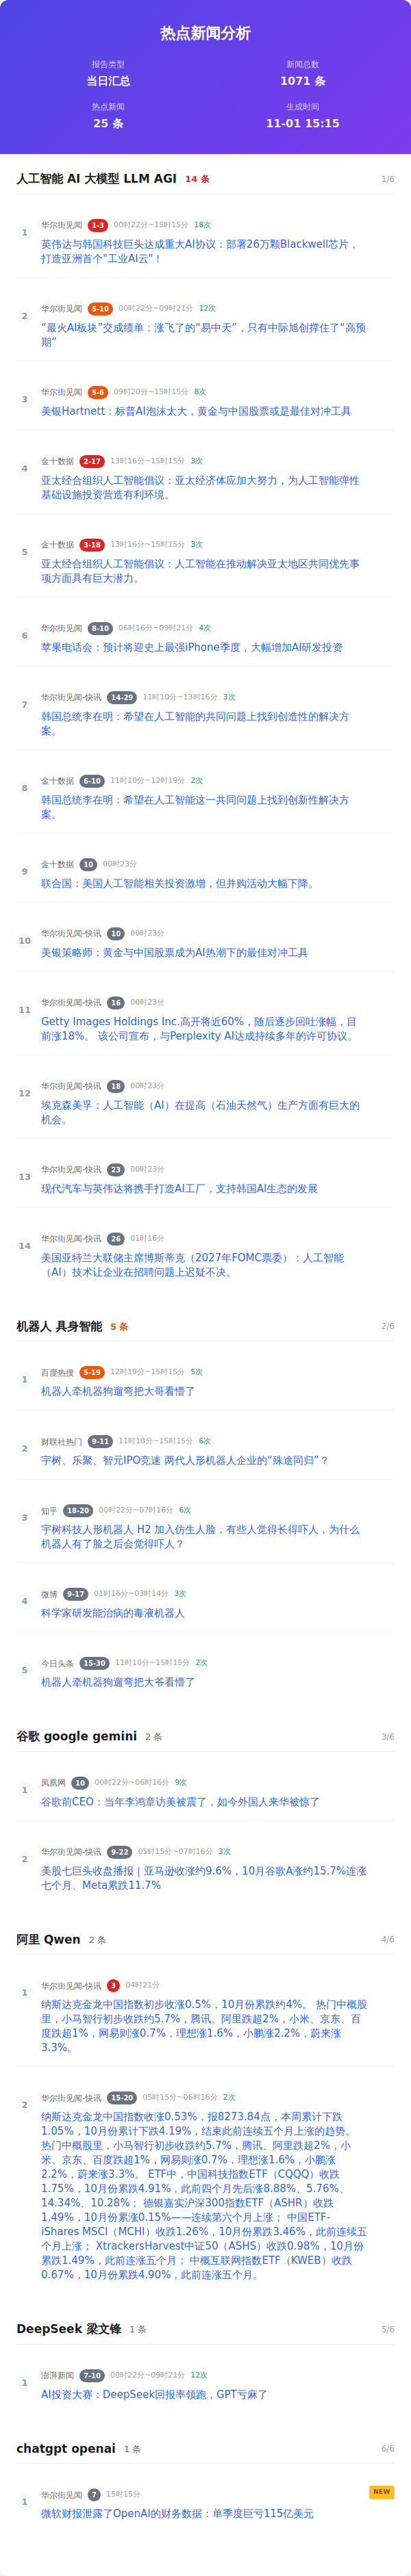 热点新闻分析
报告类型
当日汇总
新闻总数
1071 条
热点新闻
25 条
生成时间
11-01 15:15
人工智能 AI 大模型 LLM AGI 14 条 1/6
1
华尔街见闻 1-3 00时22分~15时15分 18次
英伟达与韩国科技巨头达成重大AI协议：部署26万颗Blackwell芯片，
打造亚洲首个"工业AI云"！
2
华尔街见闻 5-10 00时22分~09时21分 12次
“最火AI板块”交成绩单：涨飞了的“易中天”，只有中际旭创撑住了“高预
期”
3
华尔街见闻 5-6 09时20分~15时15分 8次
美银Hartnett：标普AI泡沫太大，黄金与中国股票或是最佳对冲工具
4
金十数据 2-17 13时16分~15时15分 3次
亚太经合组织人工智能倡议：亚太经济体应加大努力，为人工智能弹性
基础设施投资营造有利环境。
5
金十数据 3-18 13时16分~15时15分 3次
亚太经合组织人工智能倡议：人工智能在推动解决亚太地区共同优先事
项方面具有巨大潜力。
6
华尔街见闻 8-10 06时16分~09时21分 4次
苹果电话会：预计将迎史上最强iPhone季度，大幅增加AI研发投资
7
华尔街见闻-快讯 14-29 11时10分~13时16分 3次
韩国总统李在明：希望在人工智能的共同问题上找到创造性的解决方
案。
8
金十数据 6-10 11时10分~12时19分 2次
韩国总统李在明：希望在人工智能这一共同问题上找到创新性解决方
案。
9
金十数据 10 00时23分
联合国：美国人工智能相关投资激增，但并购活动大幅下降。
10
华尔街见闻-快讯 10 00时23分
美银策略师：黄金与中国股票成为AI热潮下的最佳对冲工具
11
华尔街见闻-快讯 16 00时23分
Getty Images Holdings Inc.高开将近60%，随后逐步回吐涨幅，目
前涨18%。 该公司宣布，与Perplexity AI达成持续多年的许可协议。
12
华尔街见闻-快讯 18 00时23分
埃克森美孚：人工智能（AI）在提高（石油天然气）生产方面有巨大的
机会。
13
华尔街见闻-快讯 23 00时23分
现代汽车与英伟达将携手打造AI工厂，支持韩国AI生态的发展
14
华尔街见闻-快讯 26 01时16分
美国亚特兰大联储主席博斯蒂克（2027年FOMC票委）：人工智能
（AI）技术让企业在招聘问题上迟疑不决。
机器人 具身智能 5 条 2/6
1
百度热搜 5-19 12时19分~15时15分 5次
机器人牵机器狗遛弯把大哥看懵了
2
财联社热门 9-11 11时10分~15时15分 6次
宇树、乐聚、智元IPO竞速 两代人形机器人企业的“殊途同归”？
3
知乎 18-20 00时22分~07时16分 6次
宇树科技人形机器人 H2 加入仿生人脸，有些人觉得长得吓人，为什么
机器人有了脸之后会觉得吓人？
4
微博 9-17 01时16分~03时14分 3次
科学家研发能治病的毒液机器人
5
今日头条 15-30 11时10分~15时15分 2次
机器人牵机器狗遛弯把大爷看懵了
谷歌 google gemini 2 条 3/6
1
凤凰网 10 00时22分~06时16分 9次
谷歌前CEO：当年李鸿章访美被震了，如今外国人来华被惊了
2
华尔街见闻-快讯 9-22 05时15分~07时16分 3次
美股七巨头收盘播报｜亚马逊收涨约9.6%，10月谷歌A涨约15.7%连涨
七个月、Meta累跌11.7%
阿里 Qwen 2 条 4/6
1
华尔街见闻-快讯 3 04时21分
纳斯达克金龙中国指数初步收涨0.5%，10月份累跌约4%。 热门中概股
里，小马智行初步收跌约5.7%，腾讯、阿里跌超2%，小米、京东、百
度跌超1%，网易则涨0.7%，理想涨1.6%，小鹏涨2.2%，蔚来涨
3.3%。
2
华尔街见闻-快讯 15-20 05时15分~06时16分 2次
纳斯达克金龙中国指数收涨0.53%，报8273.84点，本周累计下跌
1.05%，10月份累计下跌4.19%，结束此前连续五个月上涨的趋势。
热门中概股里，小马智行初步收跌约5.7%，腾讯、阿里跌超2%，小
米、京东、百度跌超1%，网易则涨0.7%，理想涨1.6%，小鹏涨
2.2%，蔚来涨3.3%。 ETF中，中国科技指数ETF（CQQQ）收跌
1.75%，10月份累跌4.91%，此前四个月先后涨8.88%、5.76%、
14.34%、10.28%； 德银嘉实沪深300指数ETF（ASHR）收跌
1.49%，10月份累涨0.15%——连续第六个月上涨； 中国ETF-
iShares MSCI（MCHI）收跌1.26%，10月份累跌3.46%，此前连续五
个月上涨； XtrackersHarvest中证50（ASHS）收跌0.98%，10月份
累跌1.49%，此前连涨五个月； 中概互联网指数ETF（KWEB）收跌
0.67%，10月份累跌4.90%，此前连涨五个月。
DeepSeek 梁文锋 1 条 5/6
1
澎湃新闻 7-10 00时22分~09时21分 12次
AI投资大赛：DeepSeek回报率领跑，GPT亏麻了
chatgpt openai 1 条 6/6
1
华尔街见闻 7 15时15分 NEW
微软财报泄露了OpenAI的财务数据：单季度巨亏115亿美元